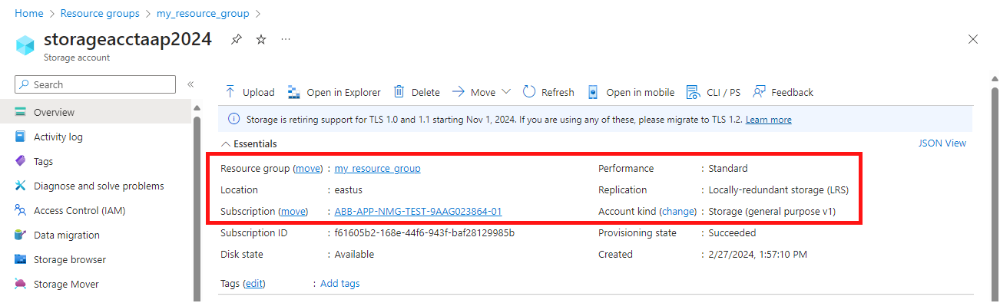 Home > Resource groups > my_resource_group >
storageacctaap2024 ...
Storage account
Search «
Overview
Activity log
Tags
Diagnose and solve problems
Access Control (IAM)
Data migration
Storage browser
Storage Mover
Upload Open in Explorer Delete Move Refresh Open in mobile CLI / PS Feedback
Storage is retiring support for TLS 1.0 and 1.1 starting Nov 1, 2024. If you are using any of these, please migrate to TLS 1.2. Learn more
Essentials JSON View
Resource group (move) : my_resource_group
Location : eastus
Subscription (move) : ABB-APP-NMG-TEST-9AAG023864-01
Subscription ID : f61605b2-168e-44f6-943f-baf28129985b
Disk state : Available
Performance : Standard
Replication : Locally-redundant storage (LRS)
Account kind (change) : Storage (general purpose v1)
Provisioning state : Succeeded
Created : 2/27/2024, 1:57:10 PM
Tags (edit) : Add tags